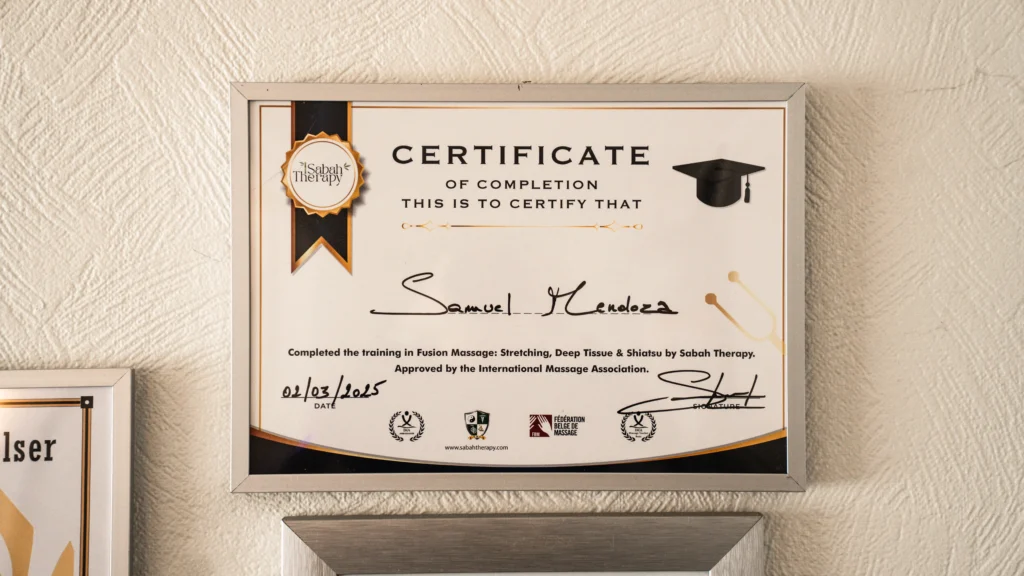 Sabah
Therapy
CERTIFICATE
OF COMPLETION
THIS IS TO CERTIFY THAT
Samuel Mendoza
Completed the training in Fusion Massage: Stretching, Deep Tissue & Shiatsu by Sabah Therapy.
Approved by the International Massage Association.
02/03/2025
DATE
SIGNATURE
FÉDÉRATION
BELGE DE
MASSAGE
www.sabahtherapy.com
lser